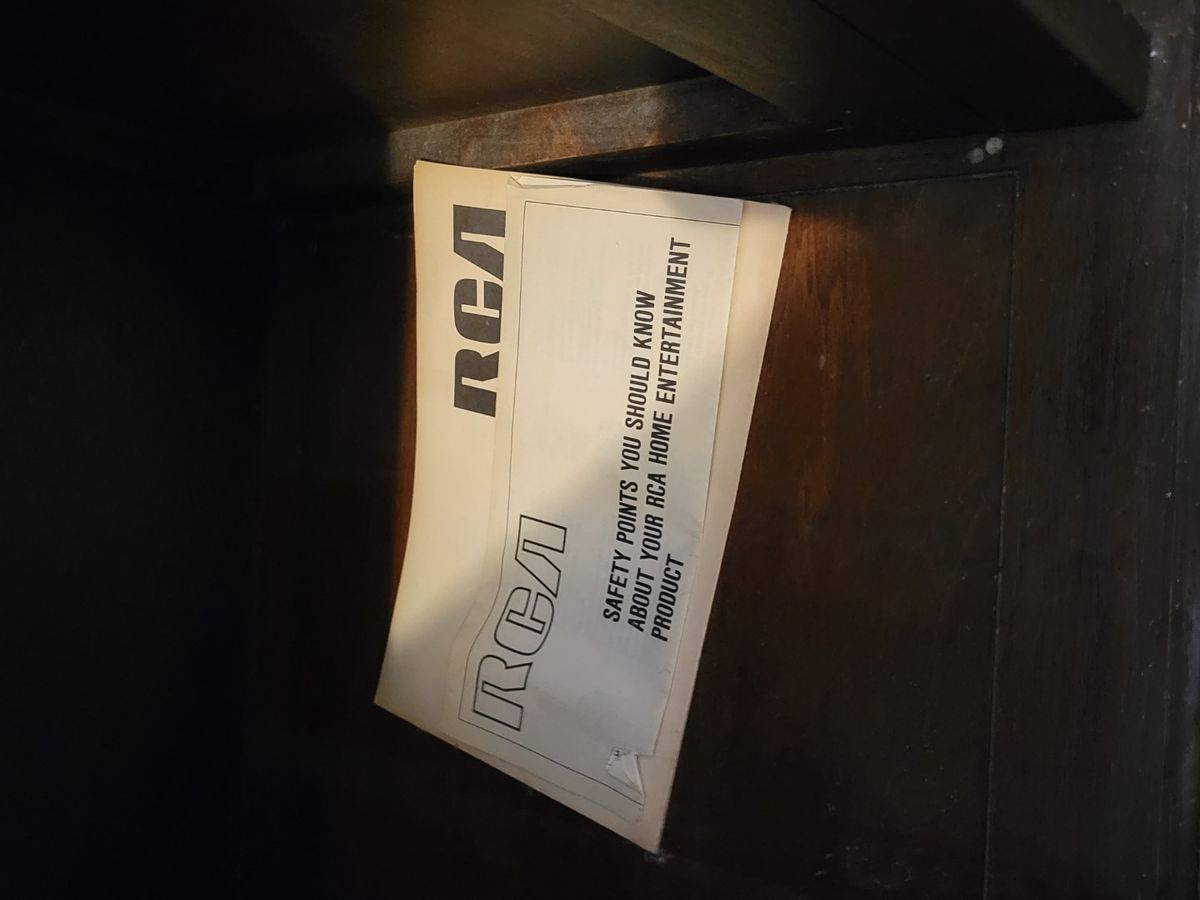 RCA
RCA
SAFETY POINTS YOU SHOULD KNOW
ABOUT YOUR RCA HOME ENTERTAINMENT
PRODUCT